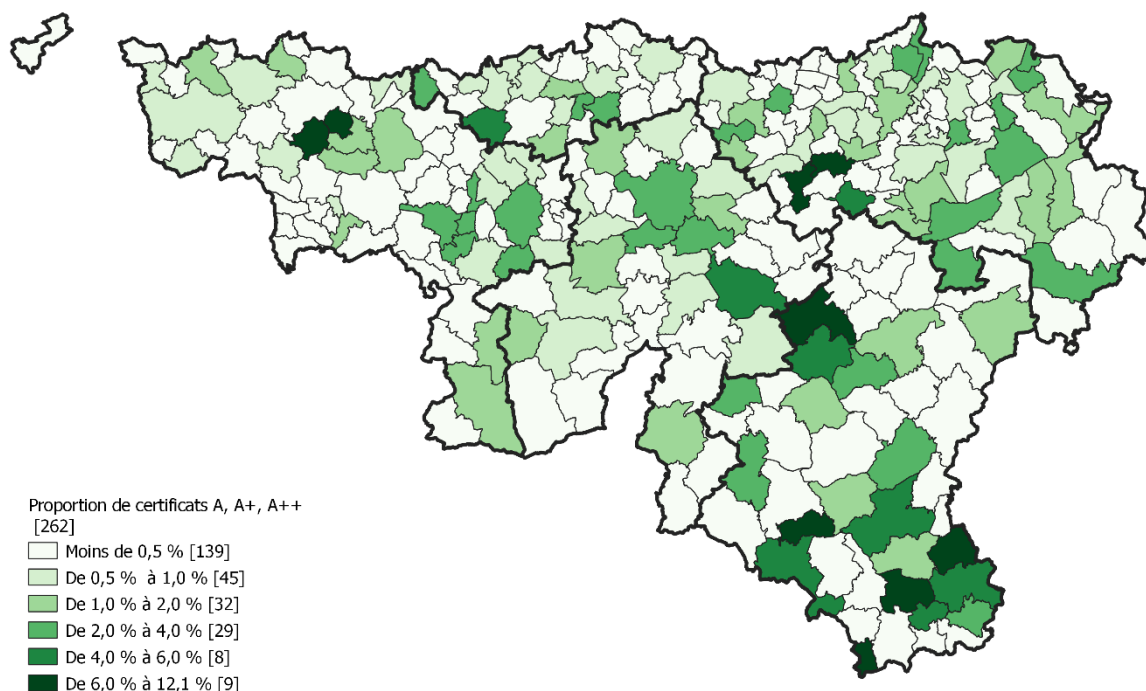 Proportion de certificats A, A+, A++
[262]
Moins de 0,5 % [139]
De 0,5 % à 1,0 % [45]
De 1,0 % à 2,0 % [32]
De 2,0 % à 4,0 % [29]
De 4,0 % à 6,0 % [8]
De 6,0 % à 12,1 % [9]